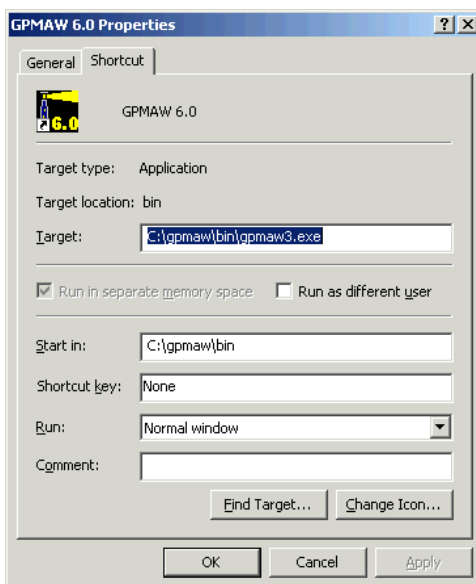 GPMAW 6.0 Properties
General Shortcut
6.0 GPMAW 6.0
Target type: Application
Target location: bin
Target: C:\gpmaw\bin\gpmaw3.exe
Run in separate memory space Run as different user
Start in: C:\gpmaw\bin
Shortcut key: None
Run: Normal window
Comment:
Find Target... Change Icon...
OK Cancel Apply